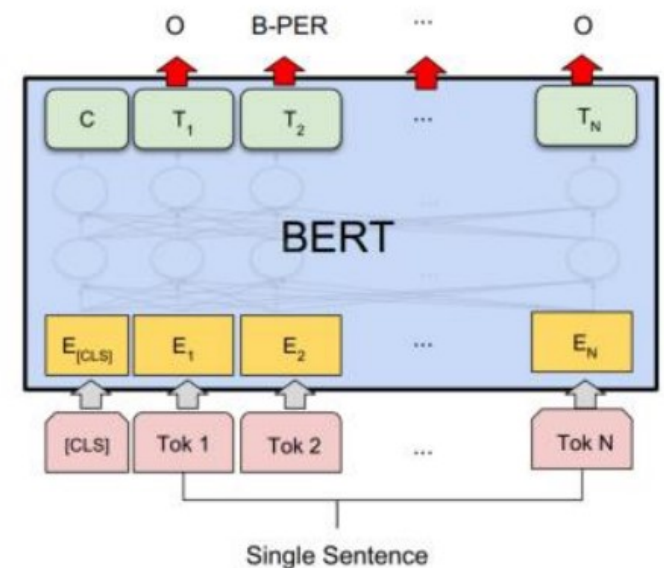 O B-PER ... O
C T1 T2 ... TN
BERT
E[CLS] E1 E2 ... EN
[CLS] Tok 1 Tok 2 ... Tok N
Single Sentence